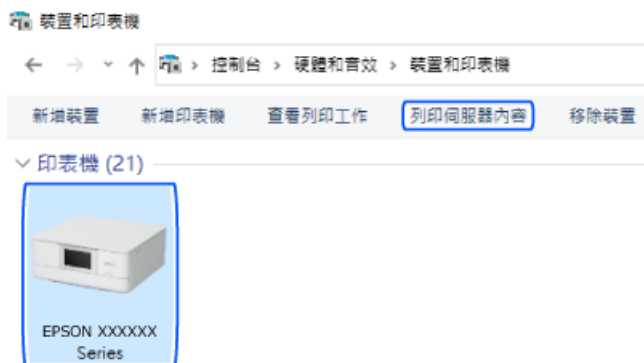 裝置和印表機
控制台 › 硬體和音效 › 裝置和印表機
新增裝置 新增印表機 查看列印工作 列印伺服器內容 移除裝置
印表機 (21)
EPSON XXXXXX
Series